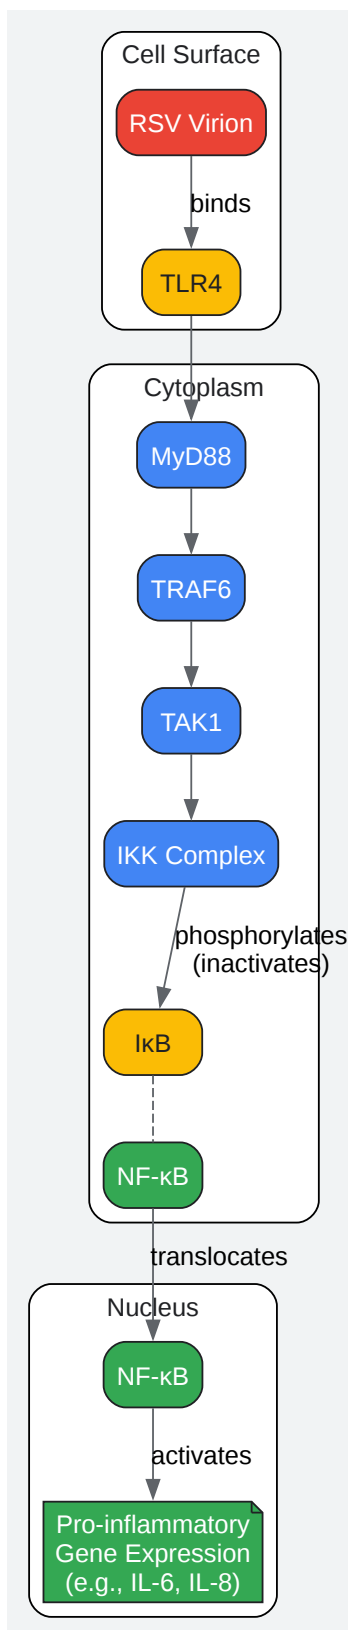 Cell Surface
RSV Virion
binds
TLR4
Cytoplasm
MyD88
TRAF6
TAK1
IKK Complex
phosphorylates
(inactivates)
IκB
NF-κB
translocates
Nucleus
NF-κB
activates
Pro-inflammatory
Gene Expression
(e.g., IL-6, IL-8)